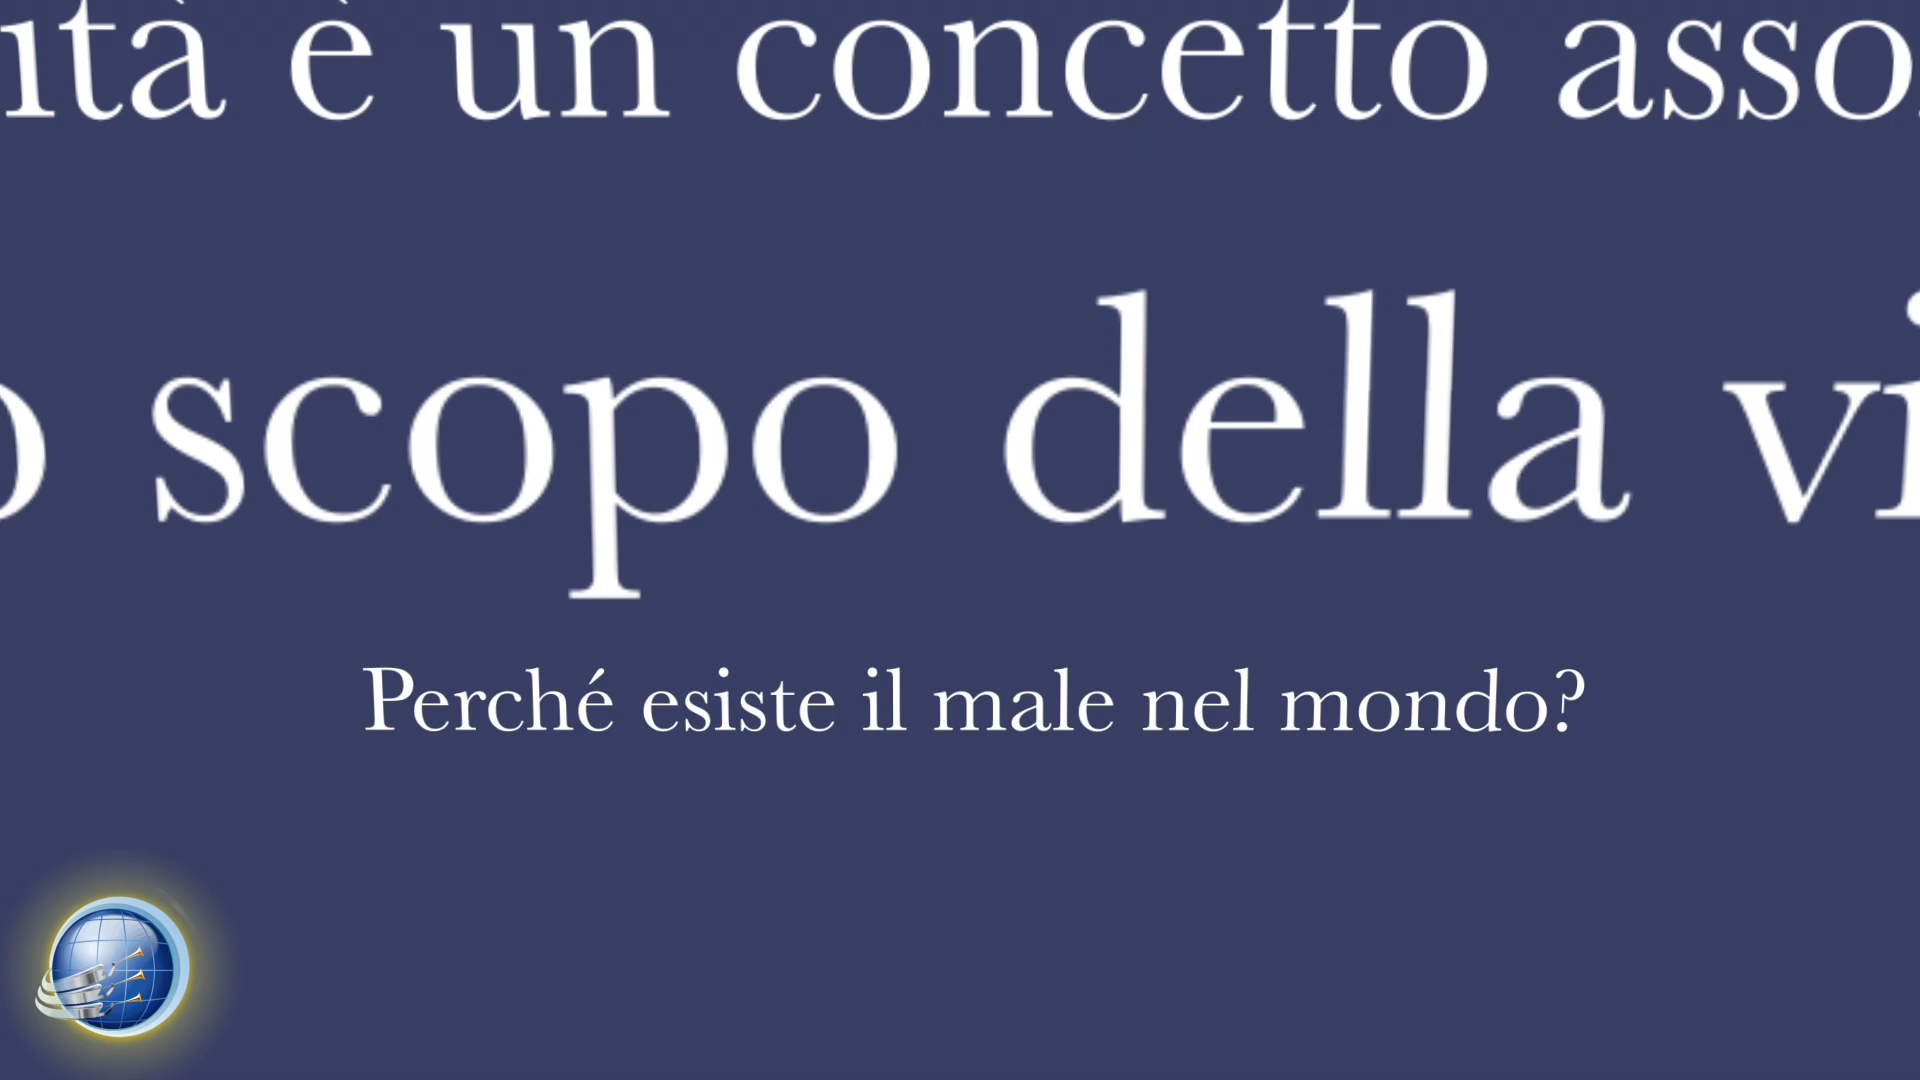 ità è un concetto asso
o scopo della vi
Perché esiste il male nel mondo?